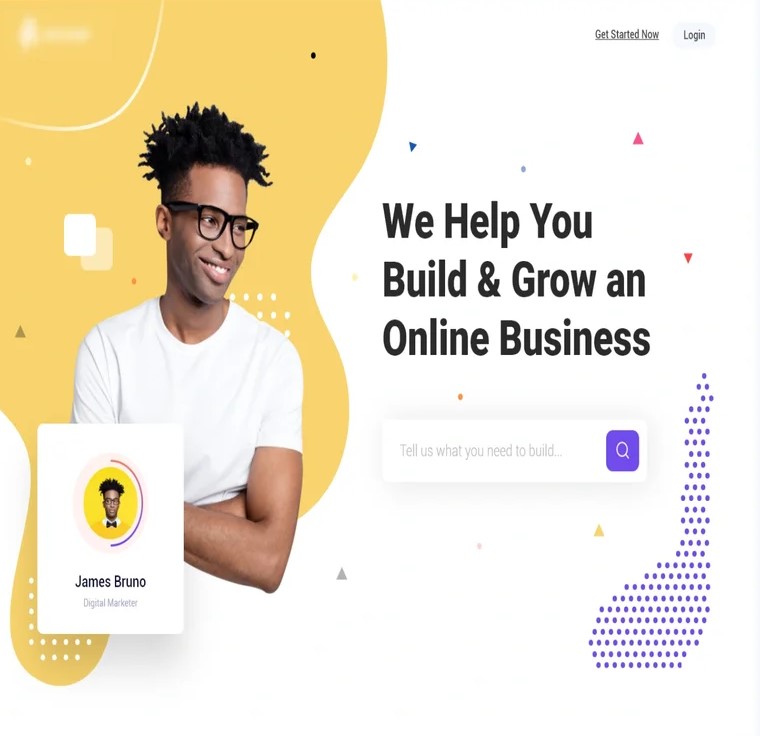 Get Started Now
Login
We Help You
Build & Grow an
Online Business
Tell us what you need to build...
James Bruno
Digital Marketer